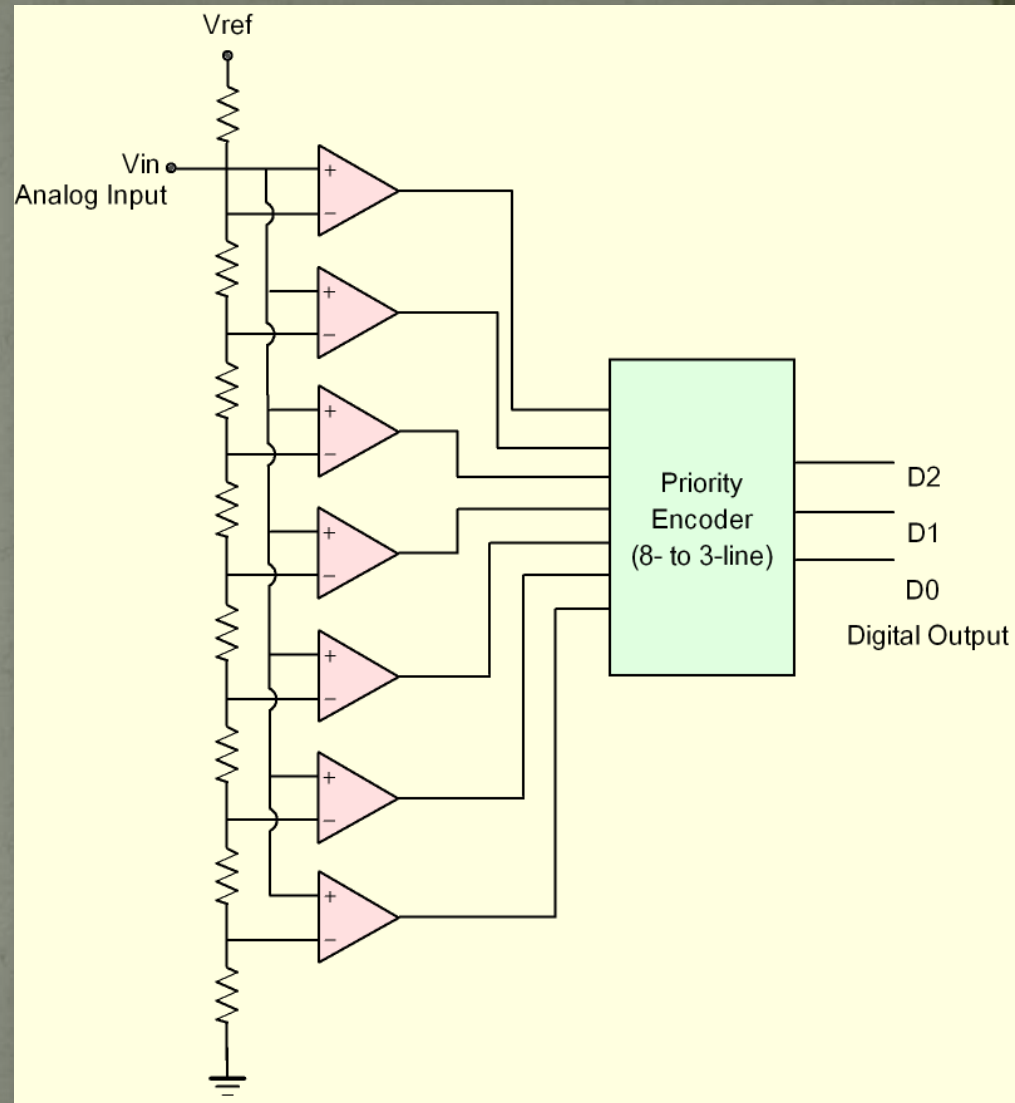 Vref
Vin
Analog Input
+
−
+
−
+
−
+
−
+
−
+
−
+
−
Priority
Encoder
(8- to 3-line)
D2
D1
D0
Digital Output